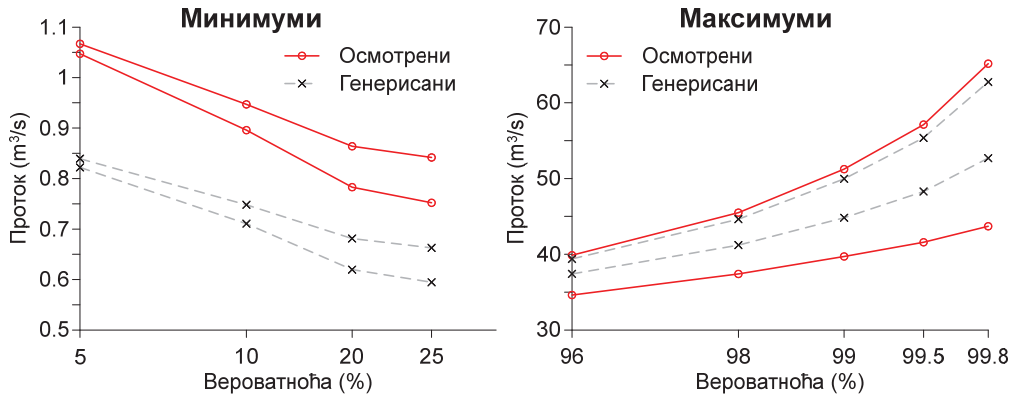 Минимуми
1.1
1
0.9
0.8
0.7
0.6
0.5
Проток (m³/s)
Осмотрени
Генерисани
5
10
20
25
Вероватноћа (%)
Максимуми
70
60
50
40
30
Проток (m³/s)
Осмотрени
Генерисани
96
98
99
99.5
99.8
Вероватноћа (%)